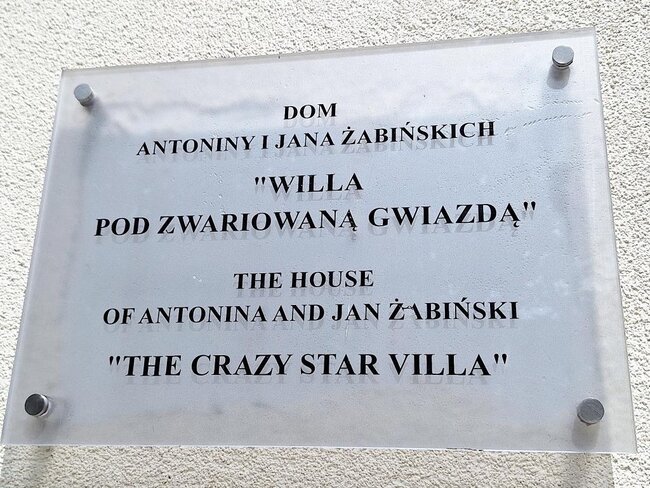 DOM
ANTONINY I JANA ŻABIŃSKICH
"WILLA
POD ZWARIOWANĄ GWIAZDĄ"
THE HOUSE
OF ANTONINA AND JAN ŻABIŃSKI
"THE CRAZY STAR VILLA"